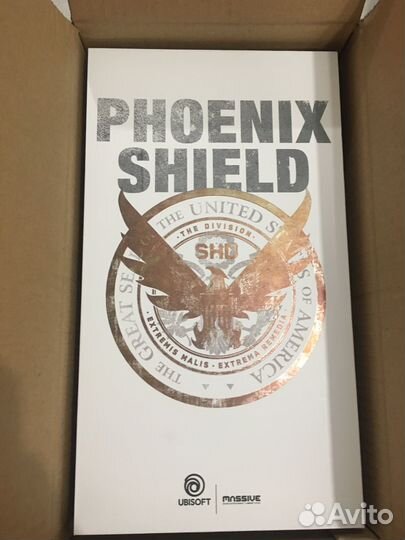 PHOENIX
SHIELD
THE GREAT SEAL OF THE UNITED STATES OF AMERICA
· THE DIVISION ·
SHD
· EXTREMIS MALIS · EXTREMA REMEDIA ·
UBISOFT
MASSIVE
Avito